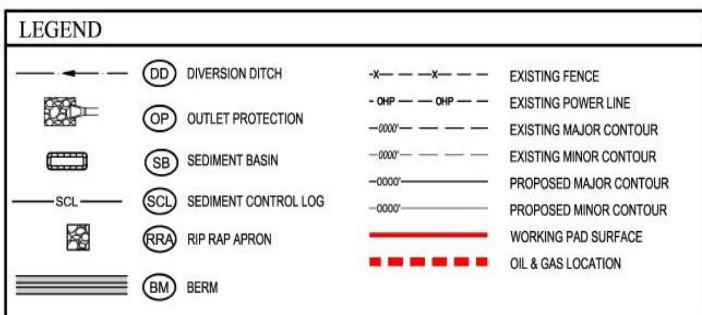 LEGEND
DD DIVERSION DITCH
OP OUTLET PROTECTION
SB SEDIMENT BASIN
SCL SCL SEDIMENT CONTROL LOG
RRA RIP RAP APRON
BM BERM
X X EXISTING FENCE
OHP OHP EXISTING POWER LINE
0000' EXISTING MAJOR CONTOUR
0000' EXISTING MINOR CONTOUR
0000' PROPOSED MAJOR CONTOUR
0000' PROPOSED MINOR CONTOUR
WORKING PAD SURFACE
OIL & GAS LOCATION